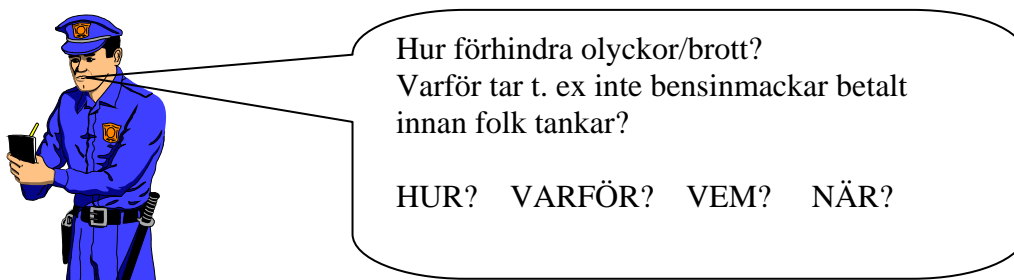 Hur förhindra olyckor/brott?
Varför tar t. ex inte bensinmackar betalt
innan folk tankar?
HUR? VARFÖR? VEM? NÄR?